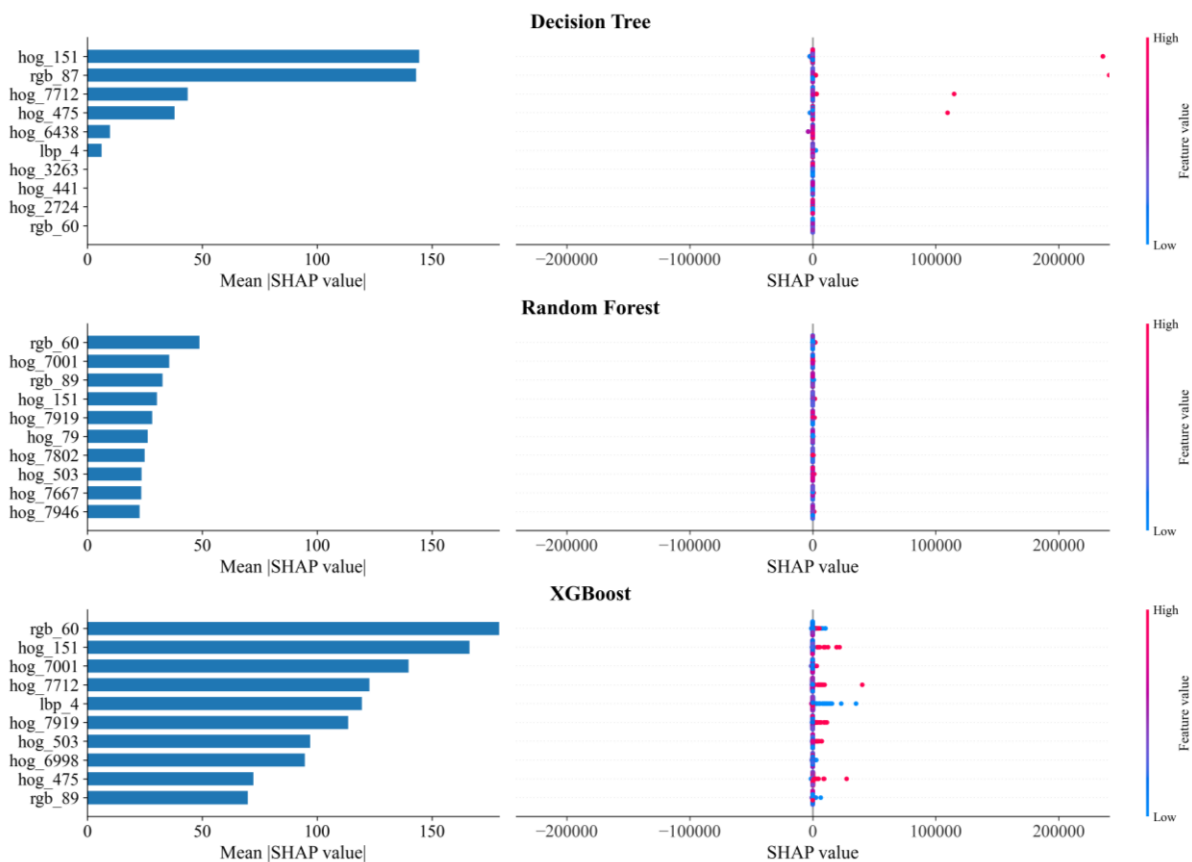 Decision Tree
hog_151
rgb_87
hog_7712
hog_475
hog_6438
lbp_4
hog_3263
hog_441
hog_2724
rgb_60
0 50 100 150
Mean |SHAP value|
−200000 −100000 0 100000 200000
SHAP value
High
Feature value
Low
Random Forest
rgb_60
hog_7001
rgb_89
hog_151
hog_7919
hog_79
hog_7802
hog_503
hog_7667
hog_7946
0 50 100 150
Mean |SHAP value|
−200000 −100000 0 100000 200000
SHAP value
High
Feature value
Low
XGBoost
rgb_60
hog_151
hog_7001
hog_7712
lbp_4
hog_7919
hog_503
hog_6998
hog_475
rgb_89
0 50 100 150
Mean |SHAP value|
−200000 −100000 0 100000 200000
SHAP value
High
Feature value
Low